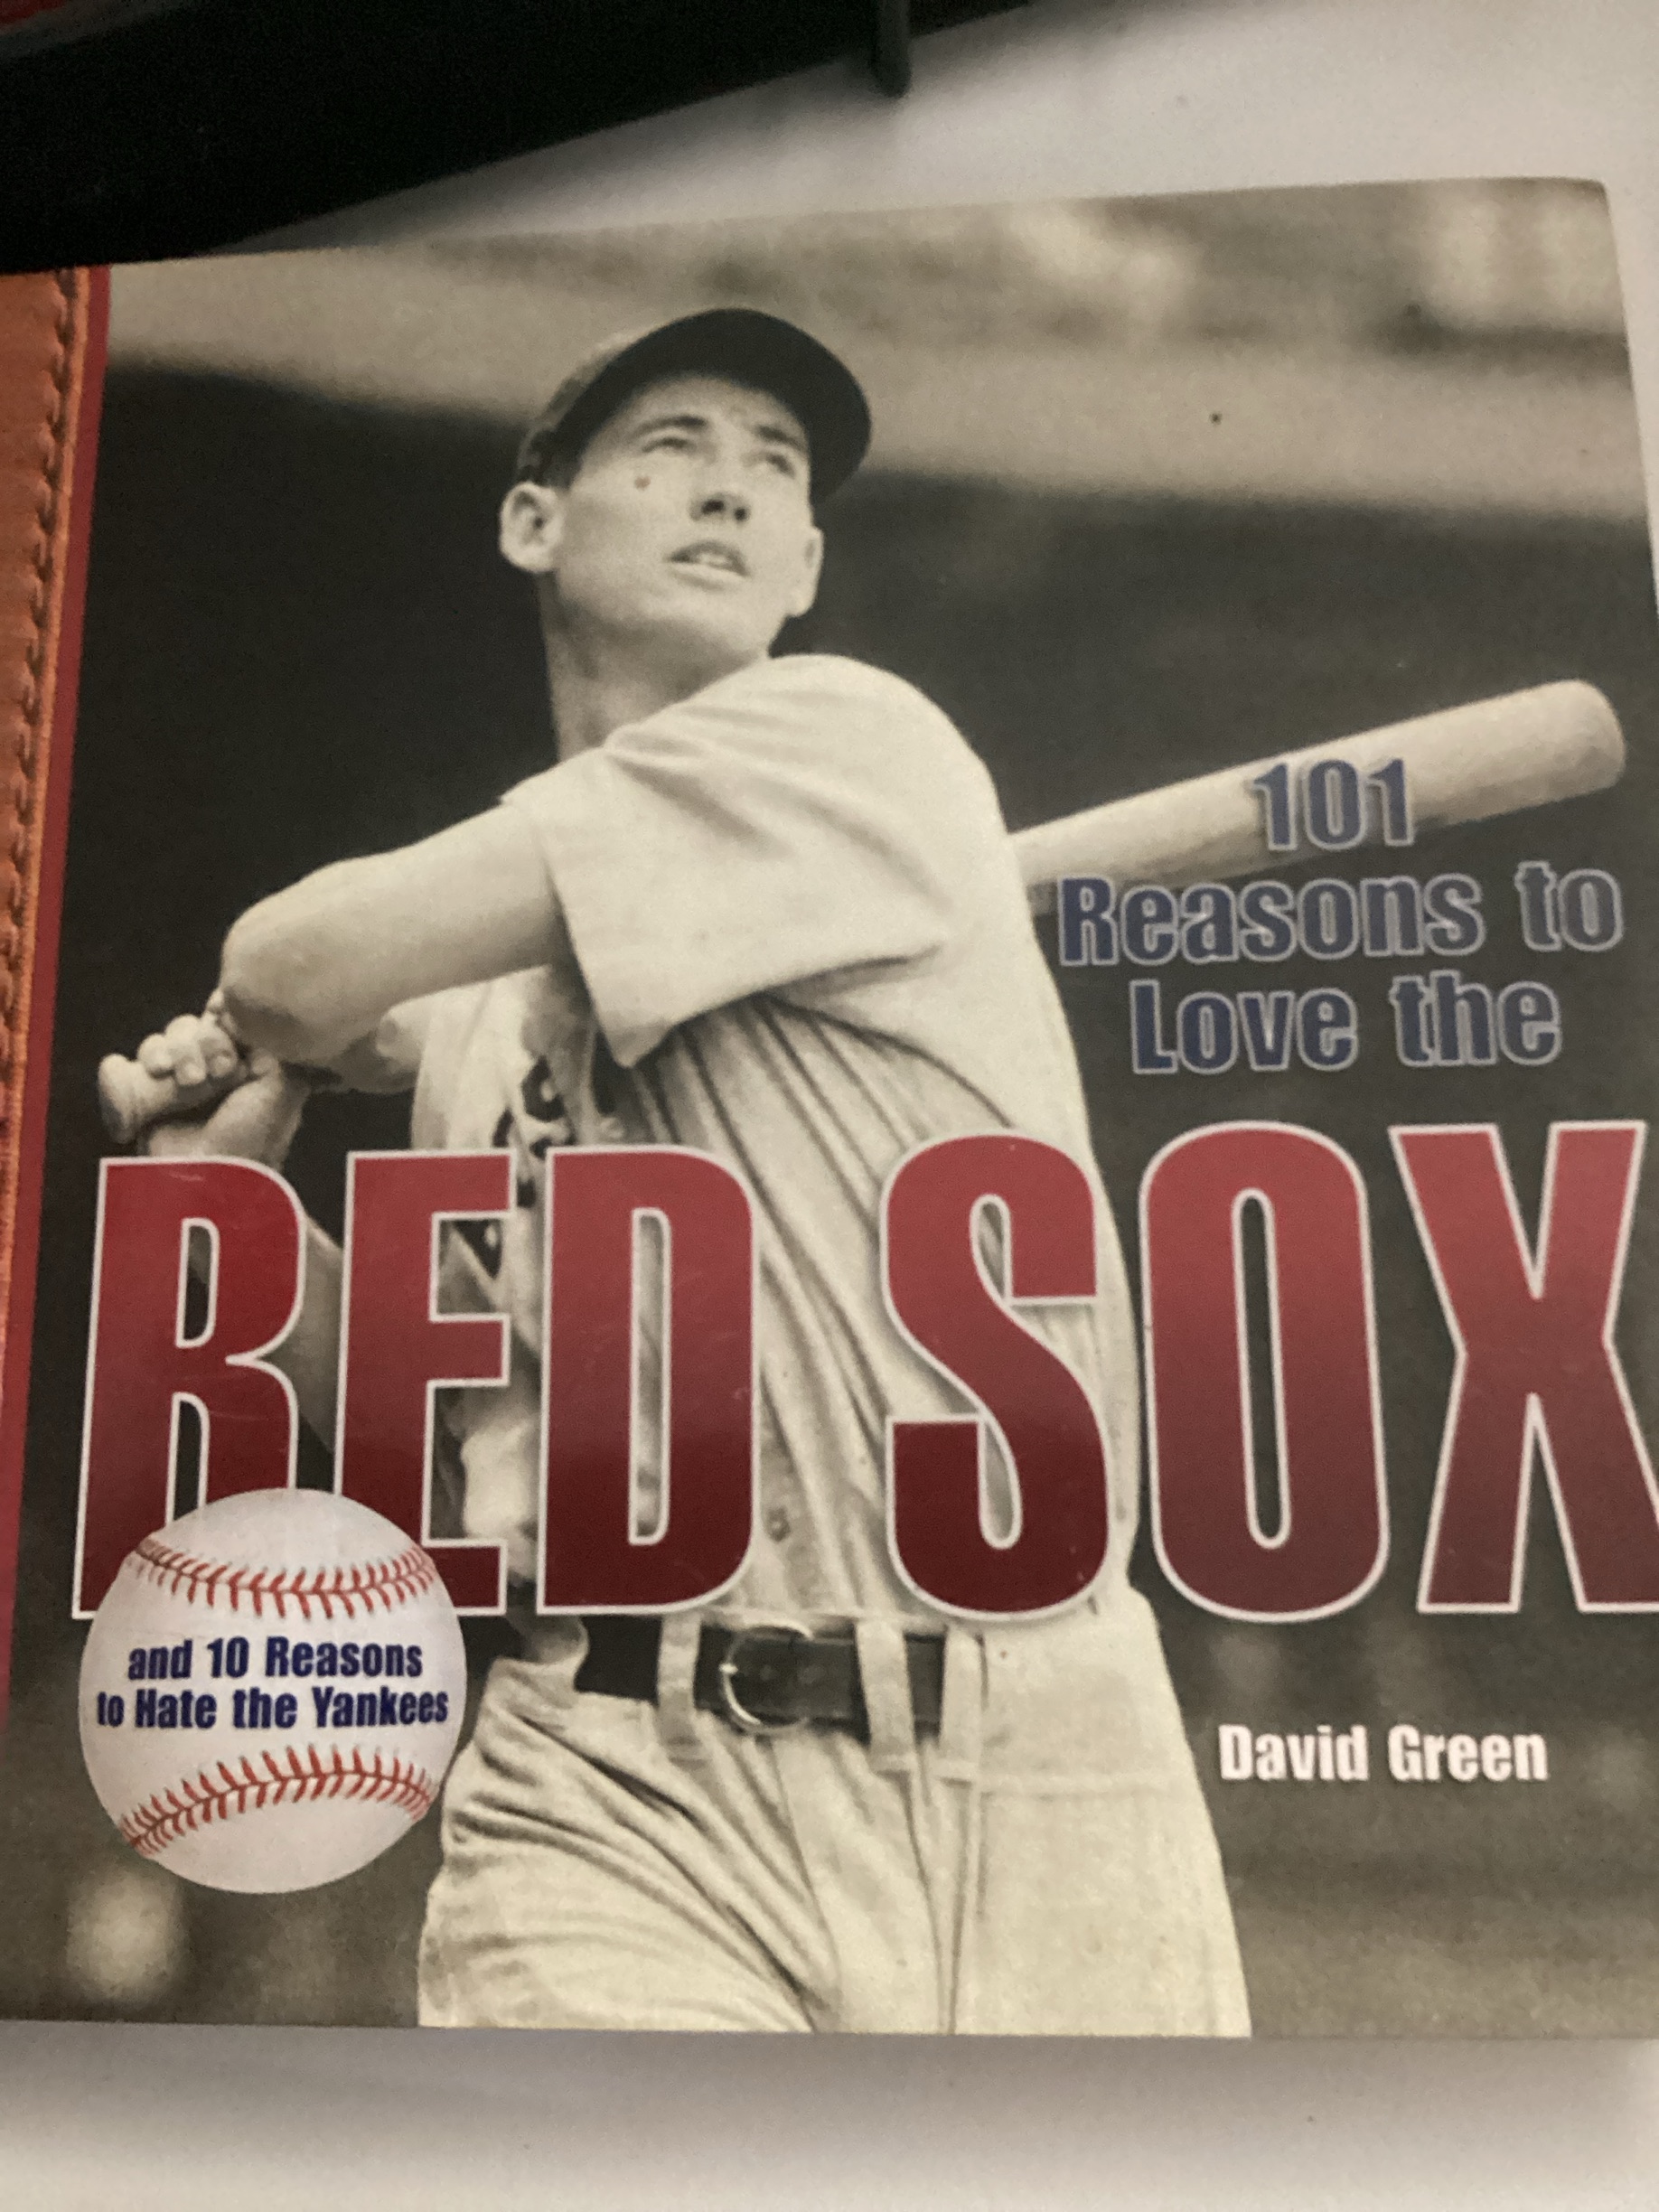 101
Reasons to
Love the
RED SOX
and 10 Reasons
to Hate the Yankees
David Green